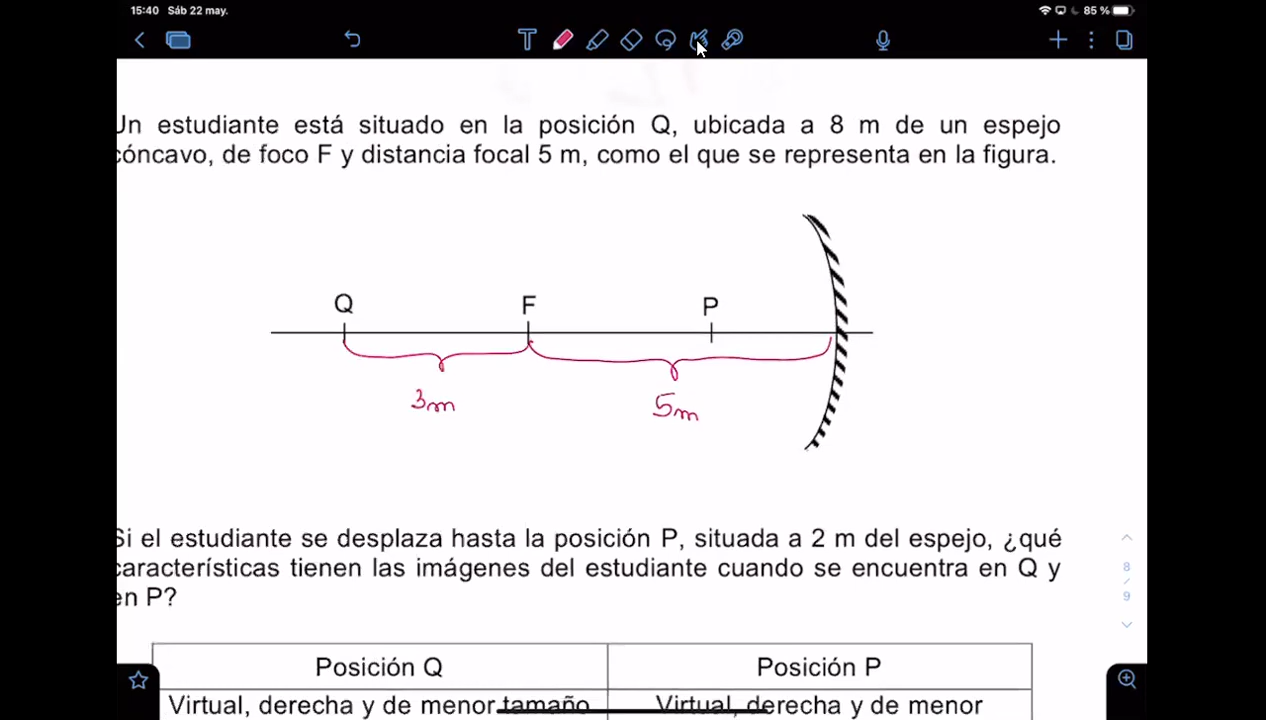 15:40 Sáb 22 may.
85 %
Un estudiante está situado en la posición Q, ubicada a 8 m de un espejo
cóncavo, de foco F y distancia focal 5 m, como el que se representa en la figura.
Q F P
3m 5m
Si el estudiante se desplaza hasta la posición P, situada a 2 m del espejo, ¿qué
características tienen las imágenes del estudiante cuando se encuentra en Q y
en P?
8
/
9
Posición Q Posición P
Virtual, derecha y de menor tamaño Virtual, derecha y de menor